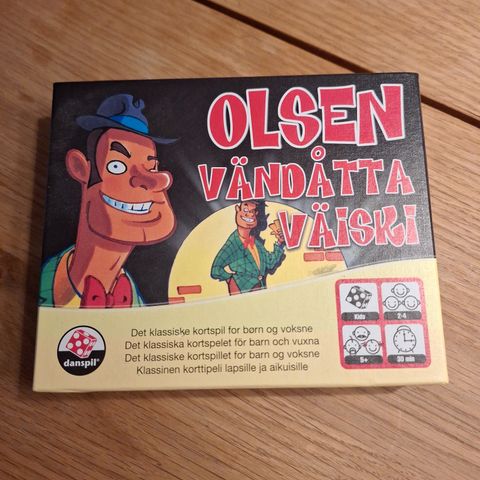 OLSEN
VÄNDÅTTA
VÄISKI
Det klassiske kortspil for børn og voksne
Det klassiska kortspelet för barn och vuxna
Det klassiske kortspillet for barn og voksne
Klassinen korttipeli lapsille ja aikuisille
danspil®
Kids
2-4
5+
30 min